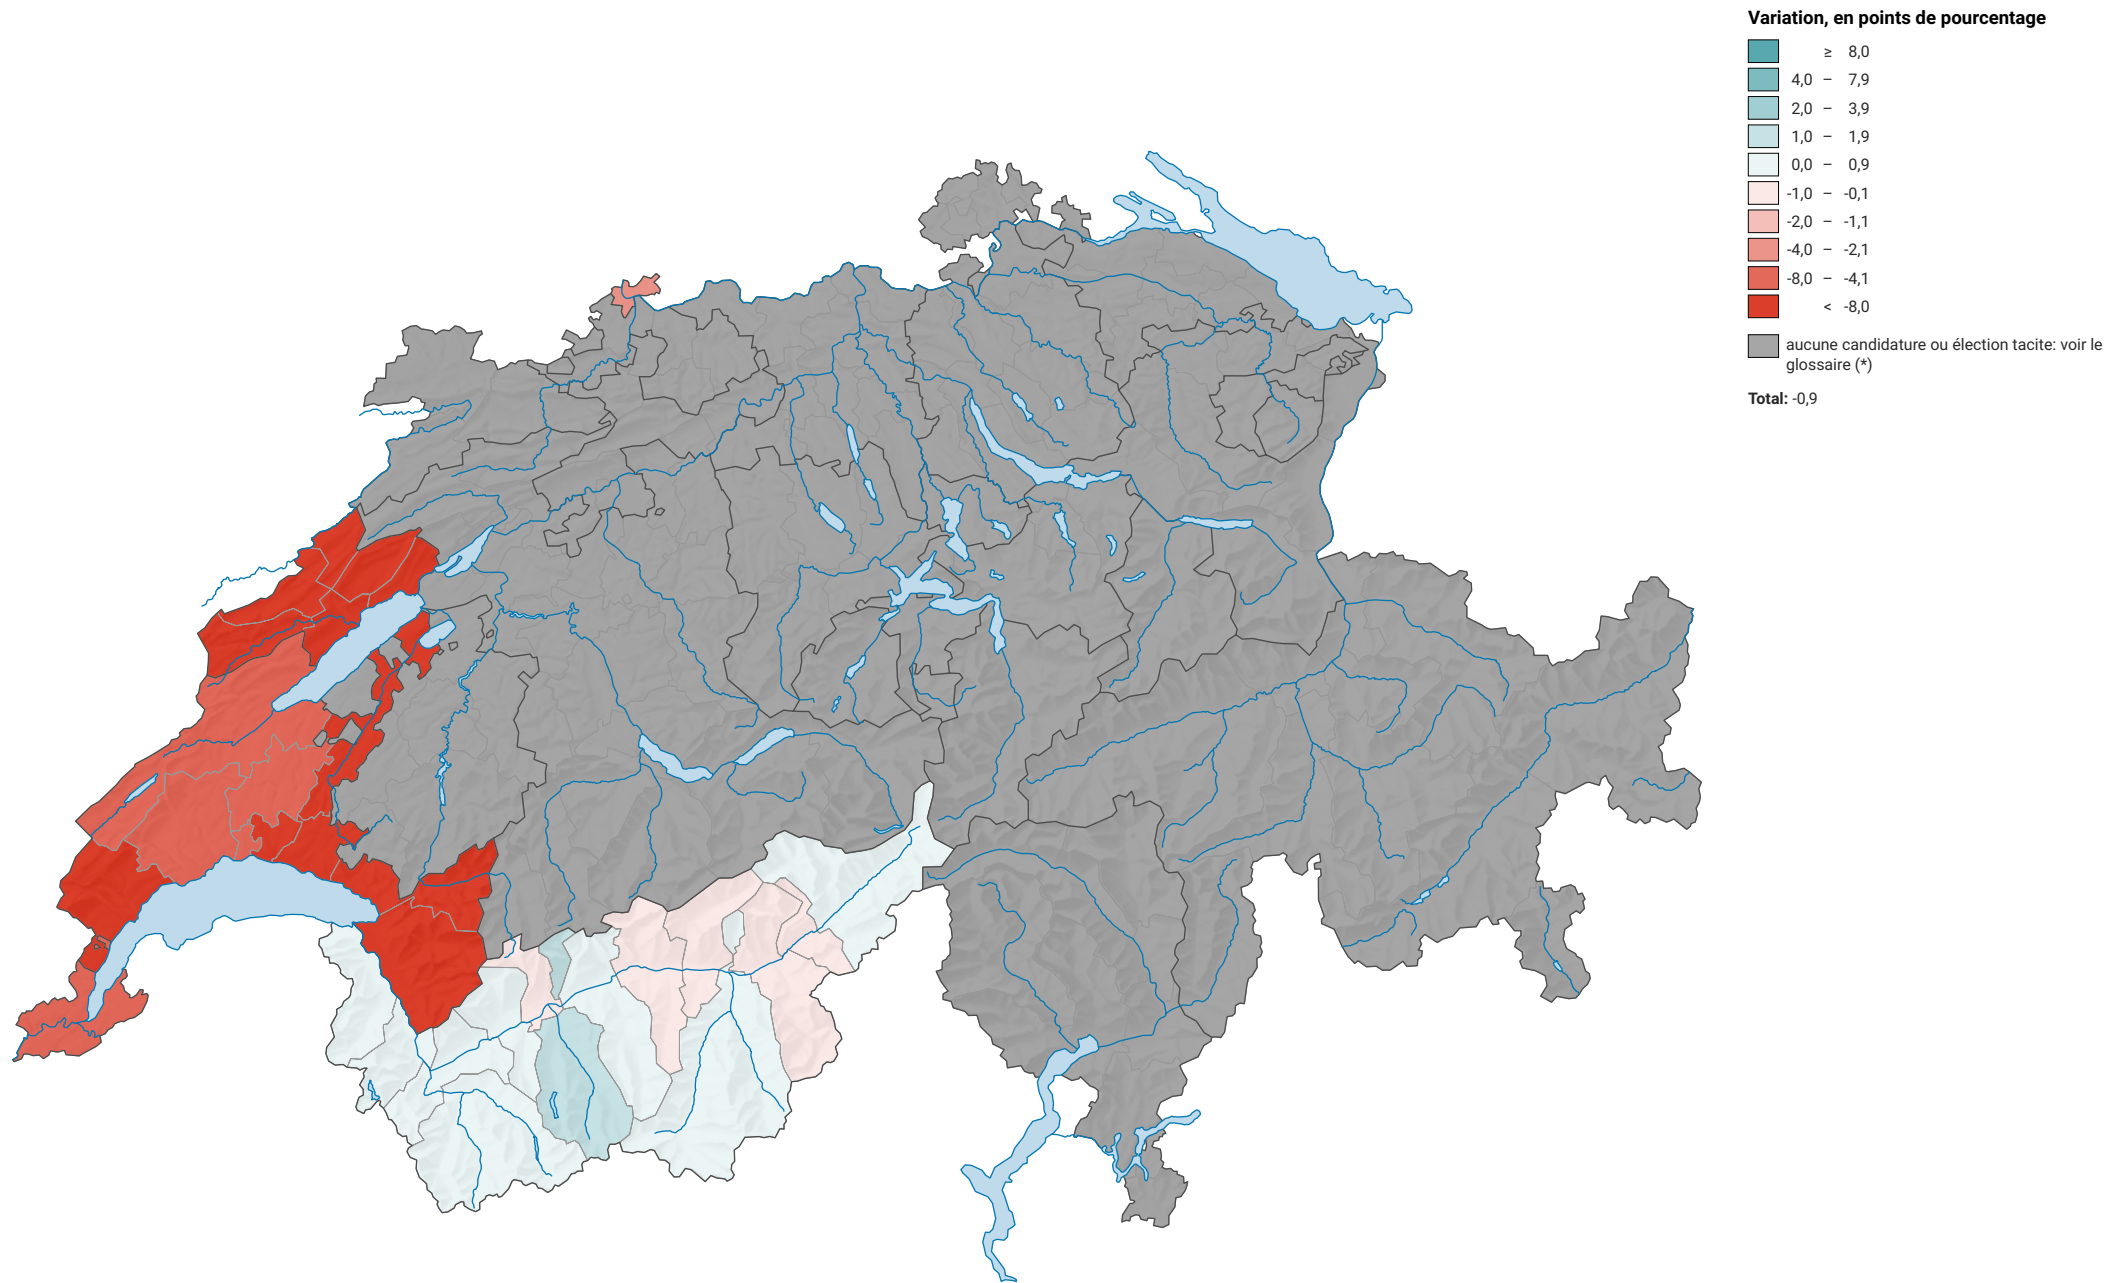 Variation, en points de pourcentage
≥ 8,0
4,0 – 7,9
2,0 – 3,9
1,0 – 1,9
0,0 – 0,9
-1,0 – -0,1
-2,0 – -1,1
-4,0 – -2,1
-8,0 – -4,1
< -8,0
aucune candidature ou élection tacite: voir le
glossaire (*)
Total: -0,9